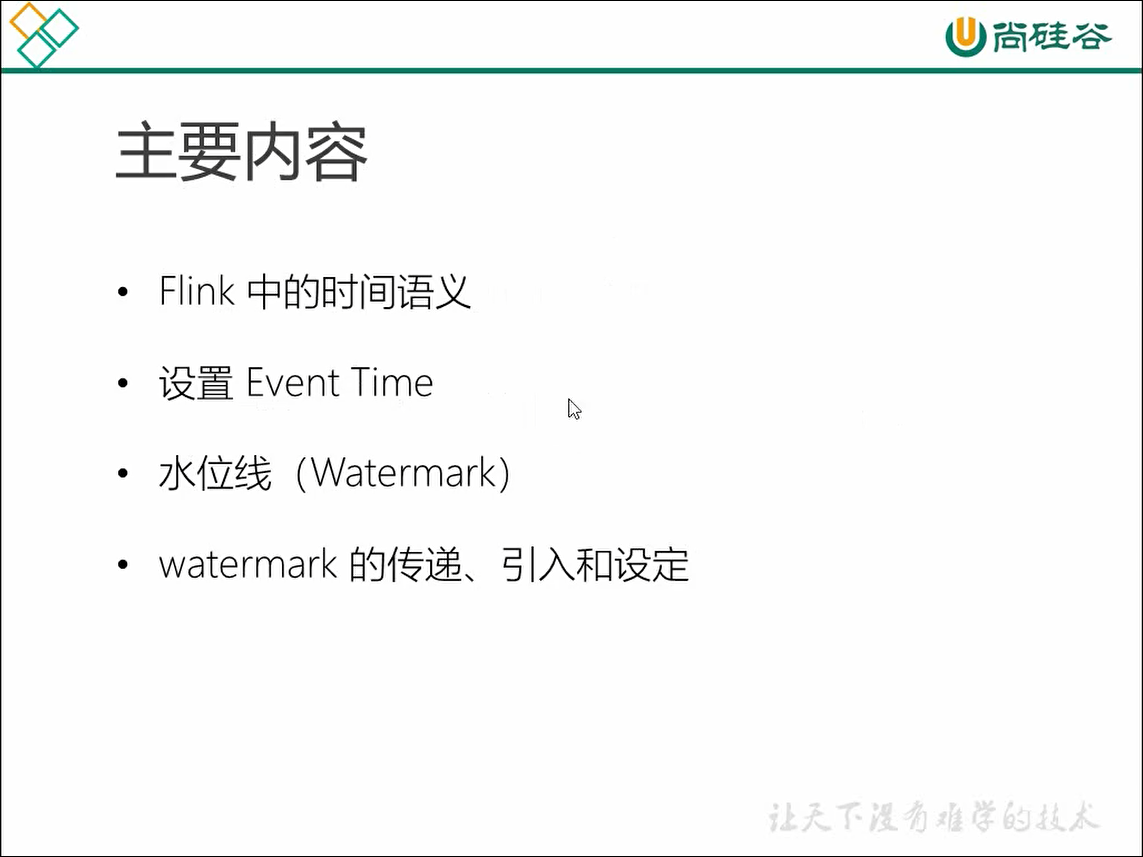 尚硅谷
主要内容
• Flink 中的时间语义
• 设置 Event Time
• 水位线（Watermark）
• watermark 的传递、引入和设定
让天下没有难学的技术